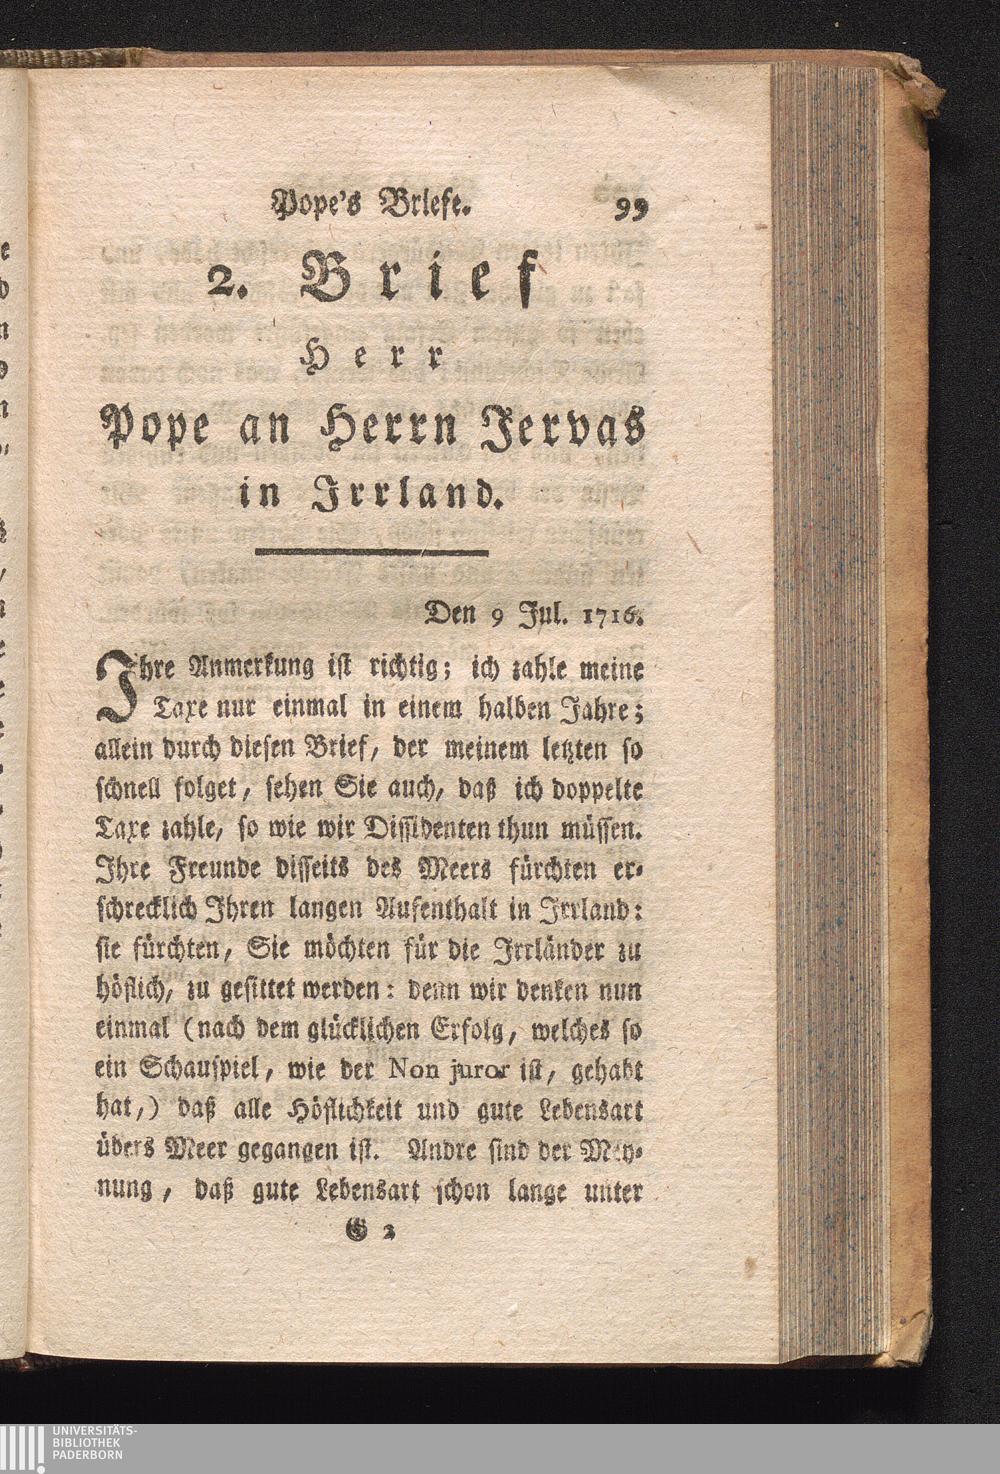 Pope's Briefe. 99
2. Brief
Herr
Pope an Herrn Jervas
in Irrland.
Den 9 Jul. 1716.
Ihre Anmerkung ist richtig; ich zahle meine
Taxe nur einmal in einem halben Jahre;
allein durch diesen Brief, der meinem letzten so
schnell folget, sehen Sie auch, daß ich doppelte
Taxe zahle, so wie wir Dissidenten thun müssen.
Ihre Freunde disseits des Meers fürchten er-
schrecklich Ihren langen Aufenthalt in Irrland:
sie fürchten, Sie möchten für die Irrländer zu
höflich, zu gesittet werden: denn wir denken nun
einmal (nach dem glücklichen Erfolg, welches so
ein Schauspiel, wie der Non juror ist, gehabt
hat,) daß alle Höflichkeit und gute Lebensart
übers Meer gegangen ist. Andre sind der Mey-
nung, daß gute Lebensart schon lange unter
G 2
UNIVERSITÄTS-
BIBLIOTHEK
PADERBORN